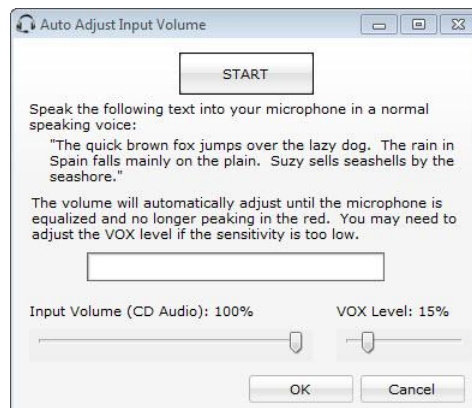 Auto Adjust Input Volume
START
Speak the following text into your microphone in a normal
speaking voice:
"The quick brown fox jumps over the lazy dog.  The rain in
Spain falls mainly on the plain.  Suzy sells seashells by the
seashore."
The volume will automatically adjust until the microphone is
equalized and no longer peaking in the red.  You may need to
adjust the VOX level if the sensitivity is too low.
Input Volume (CD Audio): 100%
VOX Level: 15%
OK
Cancel